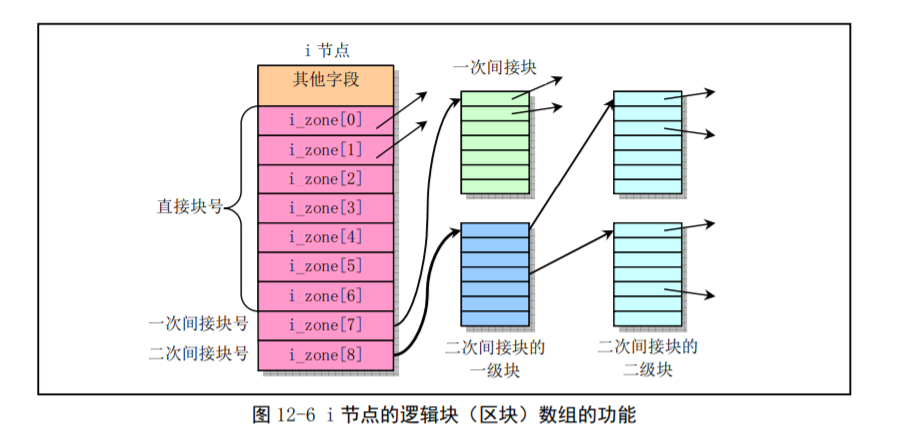 i 节点
其他字段
i_zone[0]
i_zone[1]
i_zone[2]
i_zone[3]
i_zone[4]
i_zone[5]
i_zone[6]
i_zone[7]
i_zone[8]
直接块号
一次间接块号
二次间接块号
一次间接块
二次间接块的
一级块
二次间接块的
二级块
图 12-6 i 节点的逻辑块（区块）数组的功能